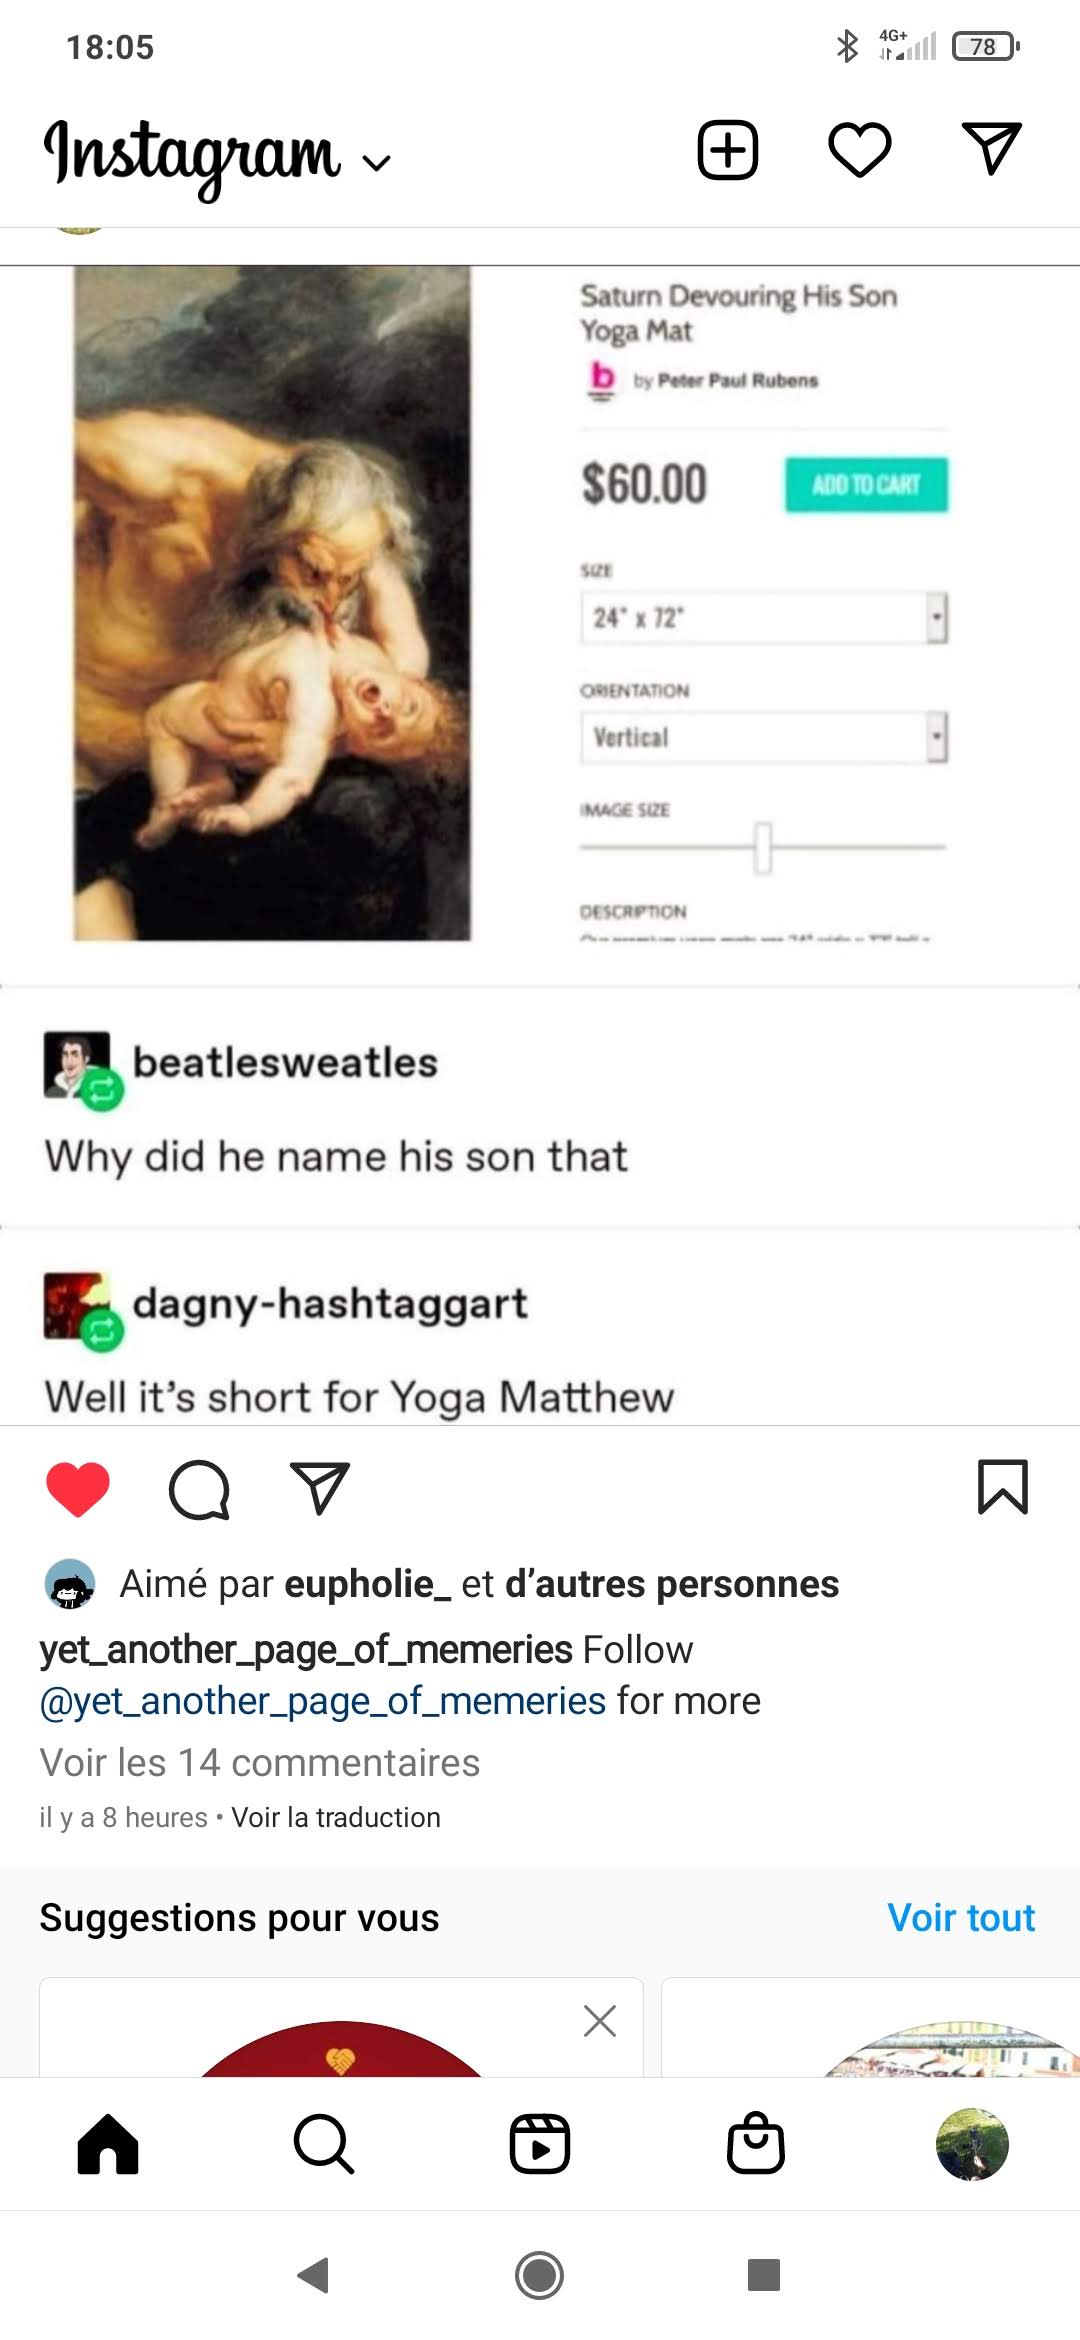 18:05
4G+
78
Instagram
Saturn Devouring His Son
Yoga Mat
b
by Peter Paul Rubens
$60.00
ADD TO CART
SIZE
24" x 72"
ORIENTATION
Vertical
IMAGE SIZE
DESCRIPTION
beatlesweatles
Why did he name his son that
dagny-hashtaggart
Well it's short for Yoga Matthew
Aimé par eupholie_ et d'autres personnes
yet_another_page_of_memeries Follow
@yet_another_page_of_memeries for more
Voir les 14 commentaires
il y a 8 heures • Voir la traduction
Suggestions pour vous
Voir tout